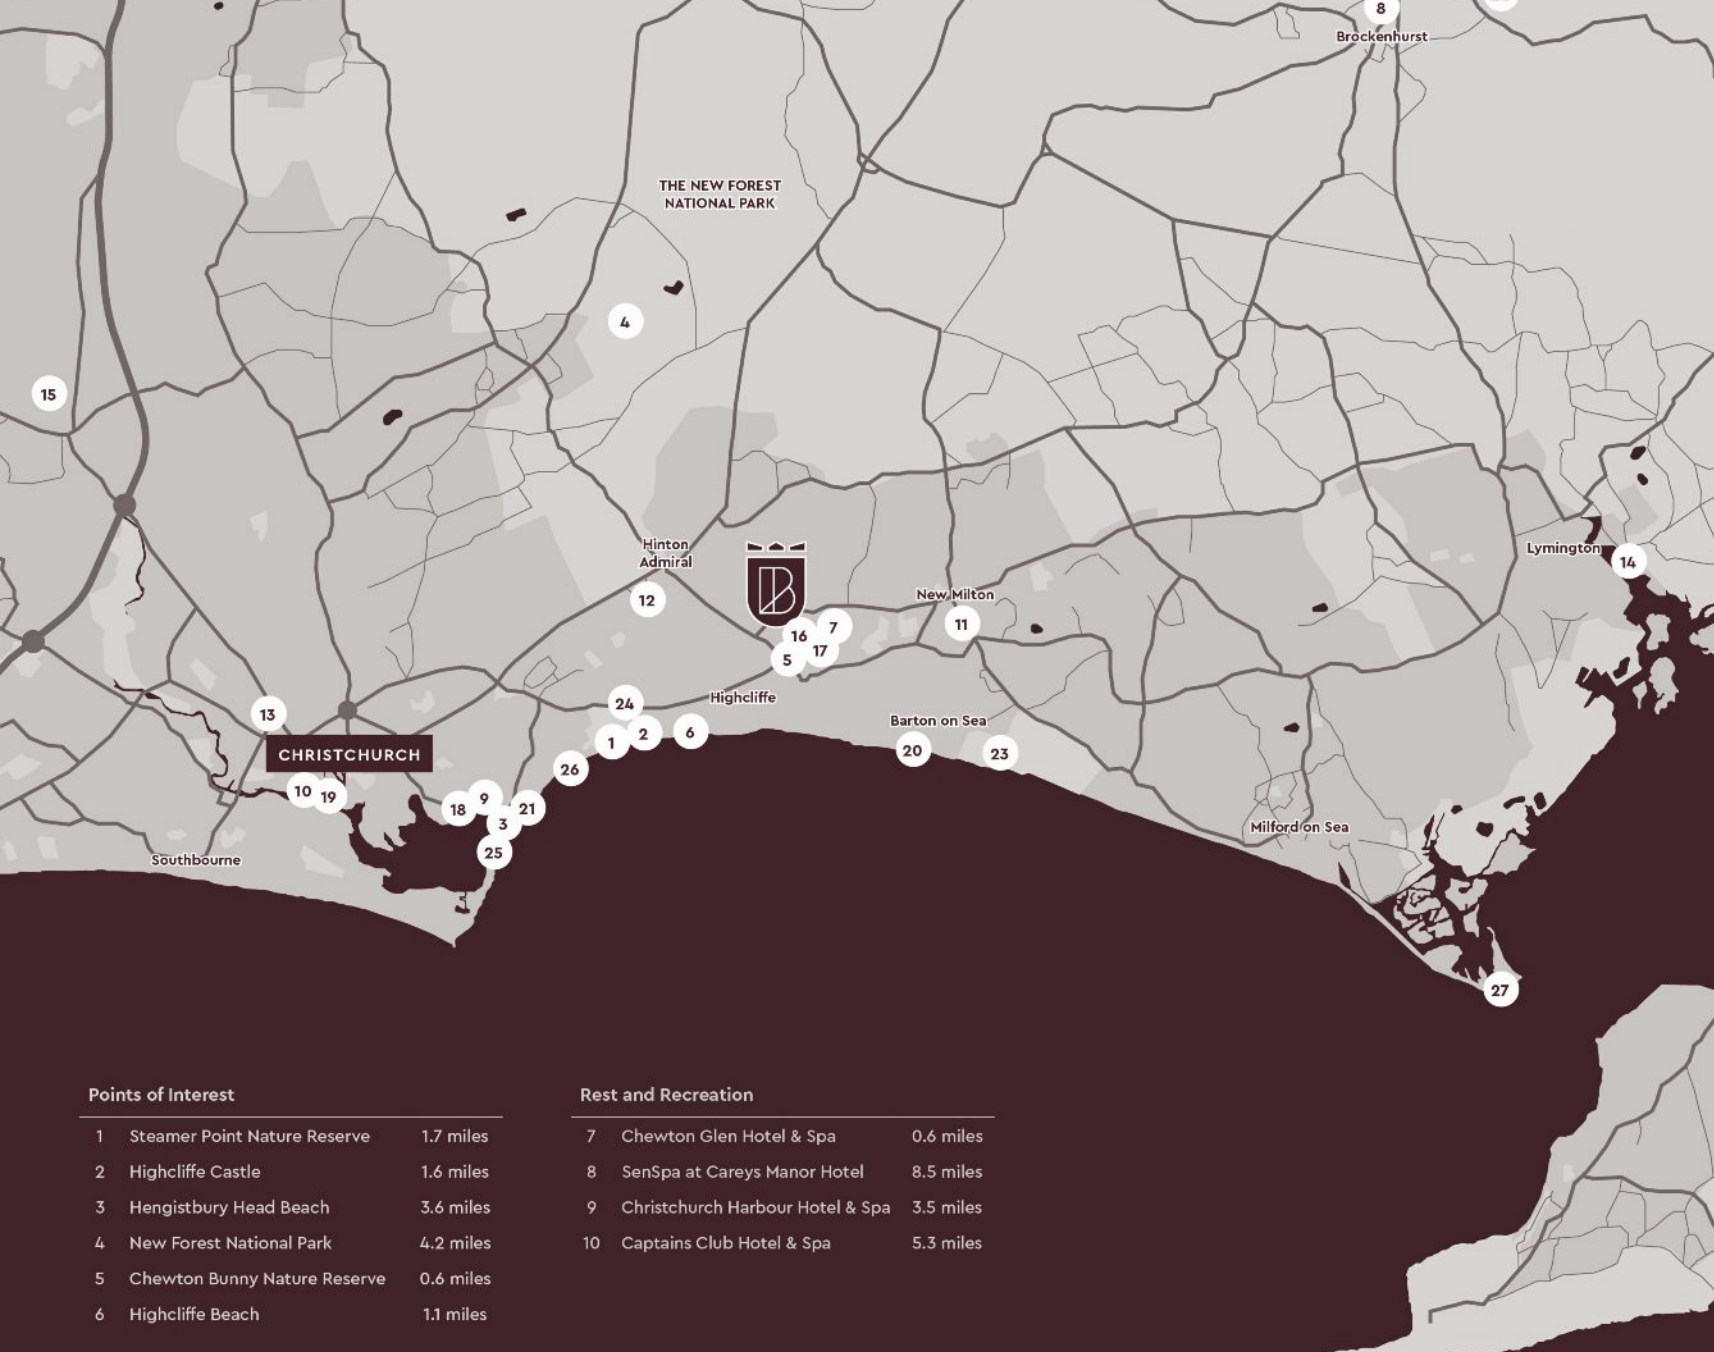 8
Brockenhurst
THE NEW FOREST
NATIONAL PARK
4
15
Hinton
Admiral
Lymington
14
12
B
New Milton
11
7
16
17
5
Highcliffe
24
13
2
1
6
Barton on Sea
20
23
CHRISTCHURCH
26
10
19
9
18
21
3
25
Milford on Sea
Southbourne
27
Points of Interest
1 Steamer Point Nature Reserve 1.7 miles
2 Highcliffe Castle 1.6 miles
3 Hengistbury Head Beach 3.6 miles
4 New Forest National Park 4.2 miles
5 Chewton Bunny Nature Reserve 0.6 miles
6 Highcliffe Beach 1.1 miles
Rest and Recreation
7 Chewton Glen Hotel & Spa 0.6 miles
8 SenSpa at Careys Manor Hotel 8.5 miles
9 Christchurch Harbour Hotel & Spa 3.5 miles
10 Captains Club Hotel & Spa 5.3 miles